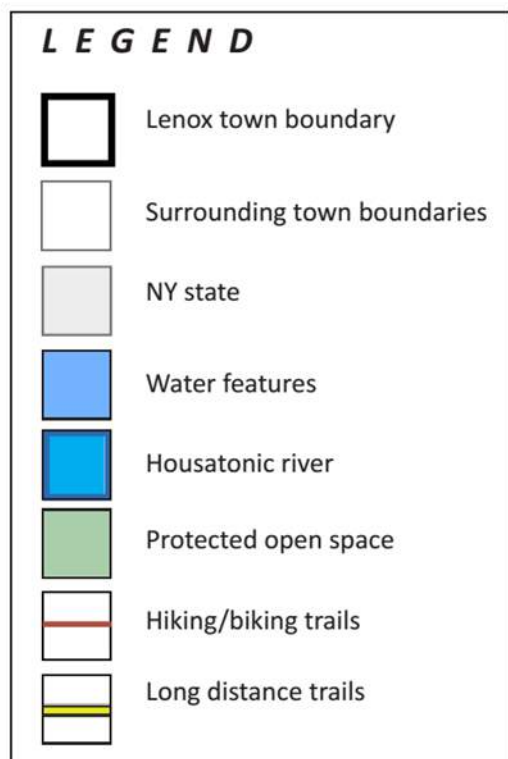 LEGEND
Lenox town boundary
Surrounding town boundaries
NY state
Water features
Housatonic river
Protected open space
Hiking/biking trails
Long distance trails